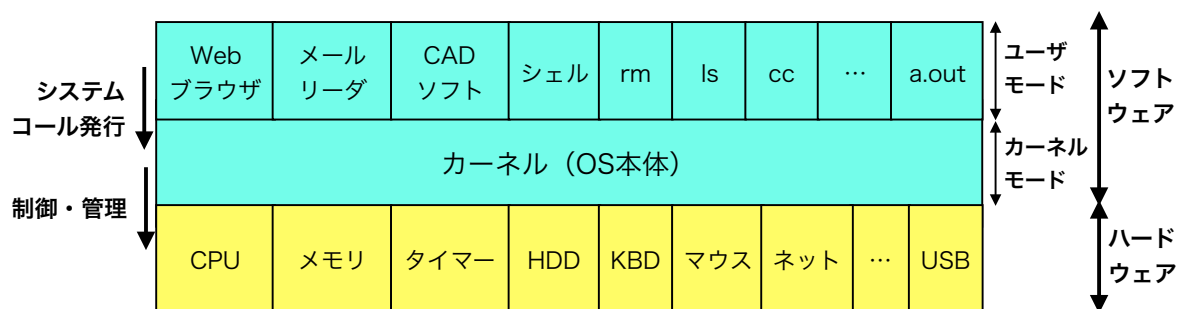 Web
ブラウザ
メール
リーダ
CAD
ソフト
シェル
rm
ls
cc
…
a.out
ユーザ
モード
システム
コール発行
ソフト
ウェア
カーネル（OS本体）
カーネル
モード
制御・管理
CPU
メモリ
タイマー
HDD
KBD
マウス
ネット
…
USB
ハード
ウェア